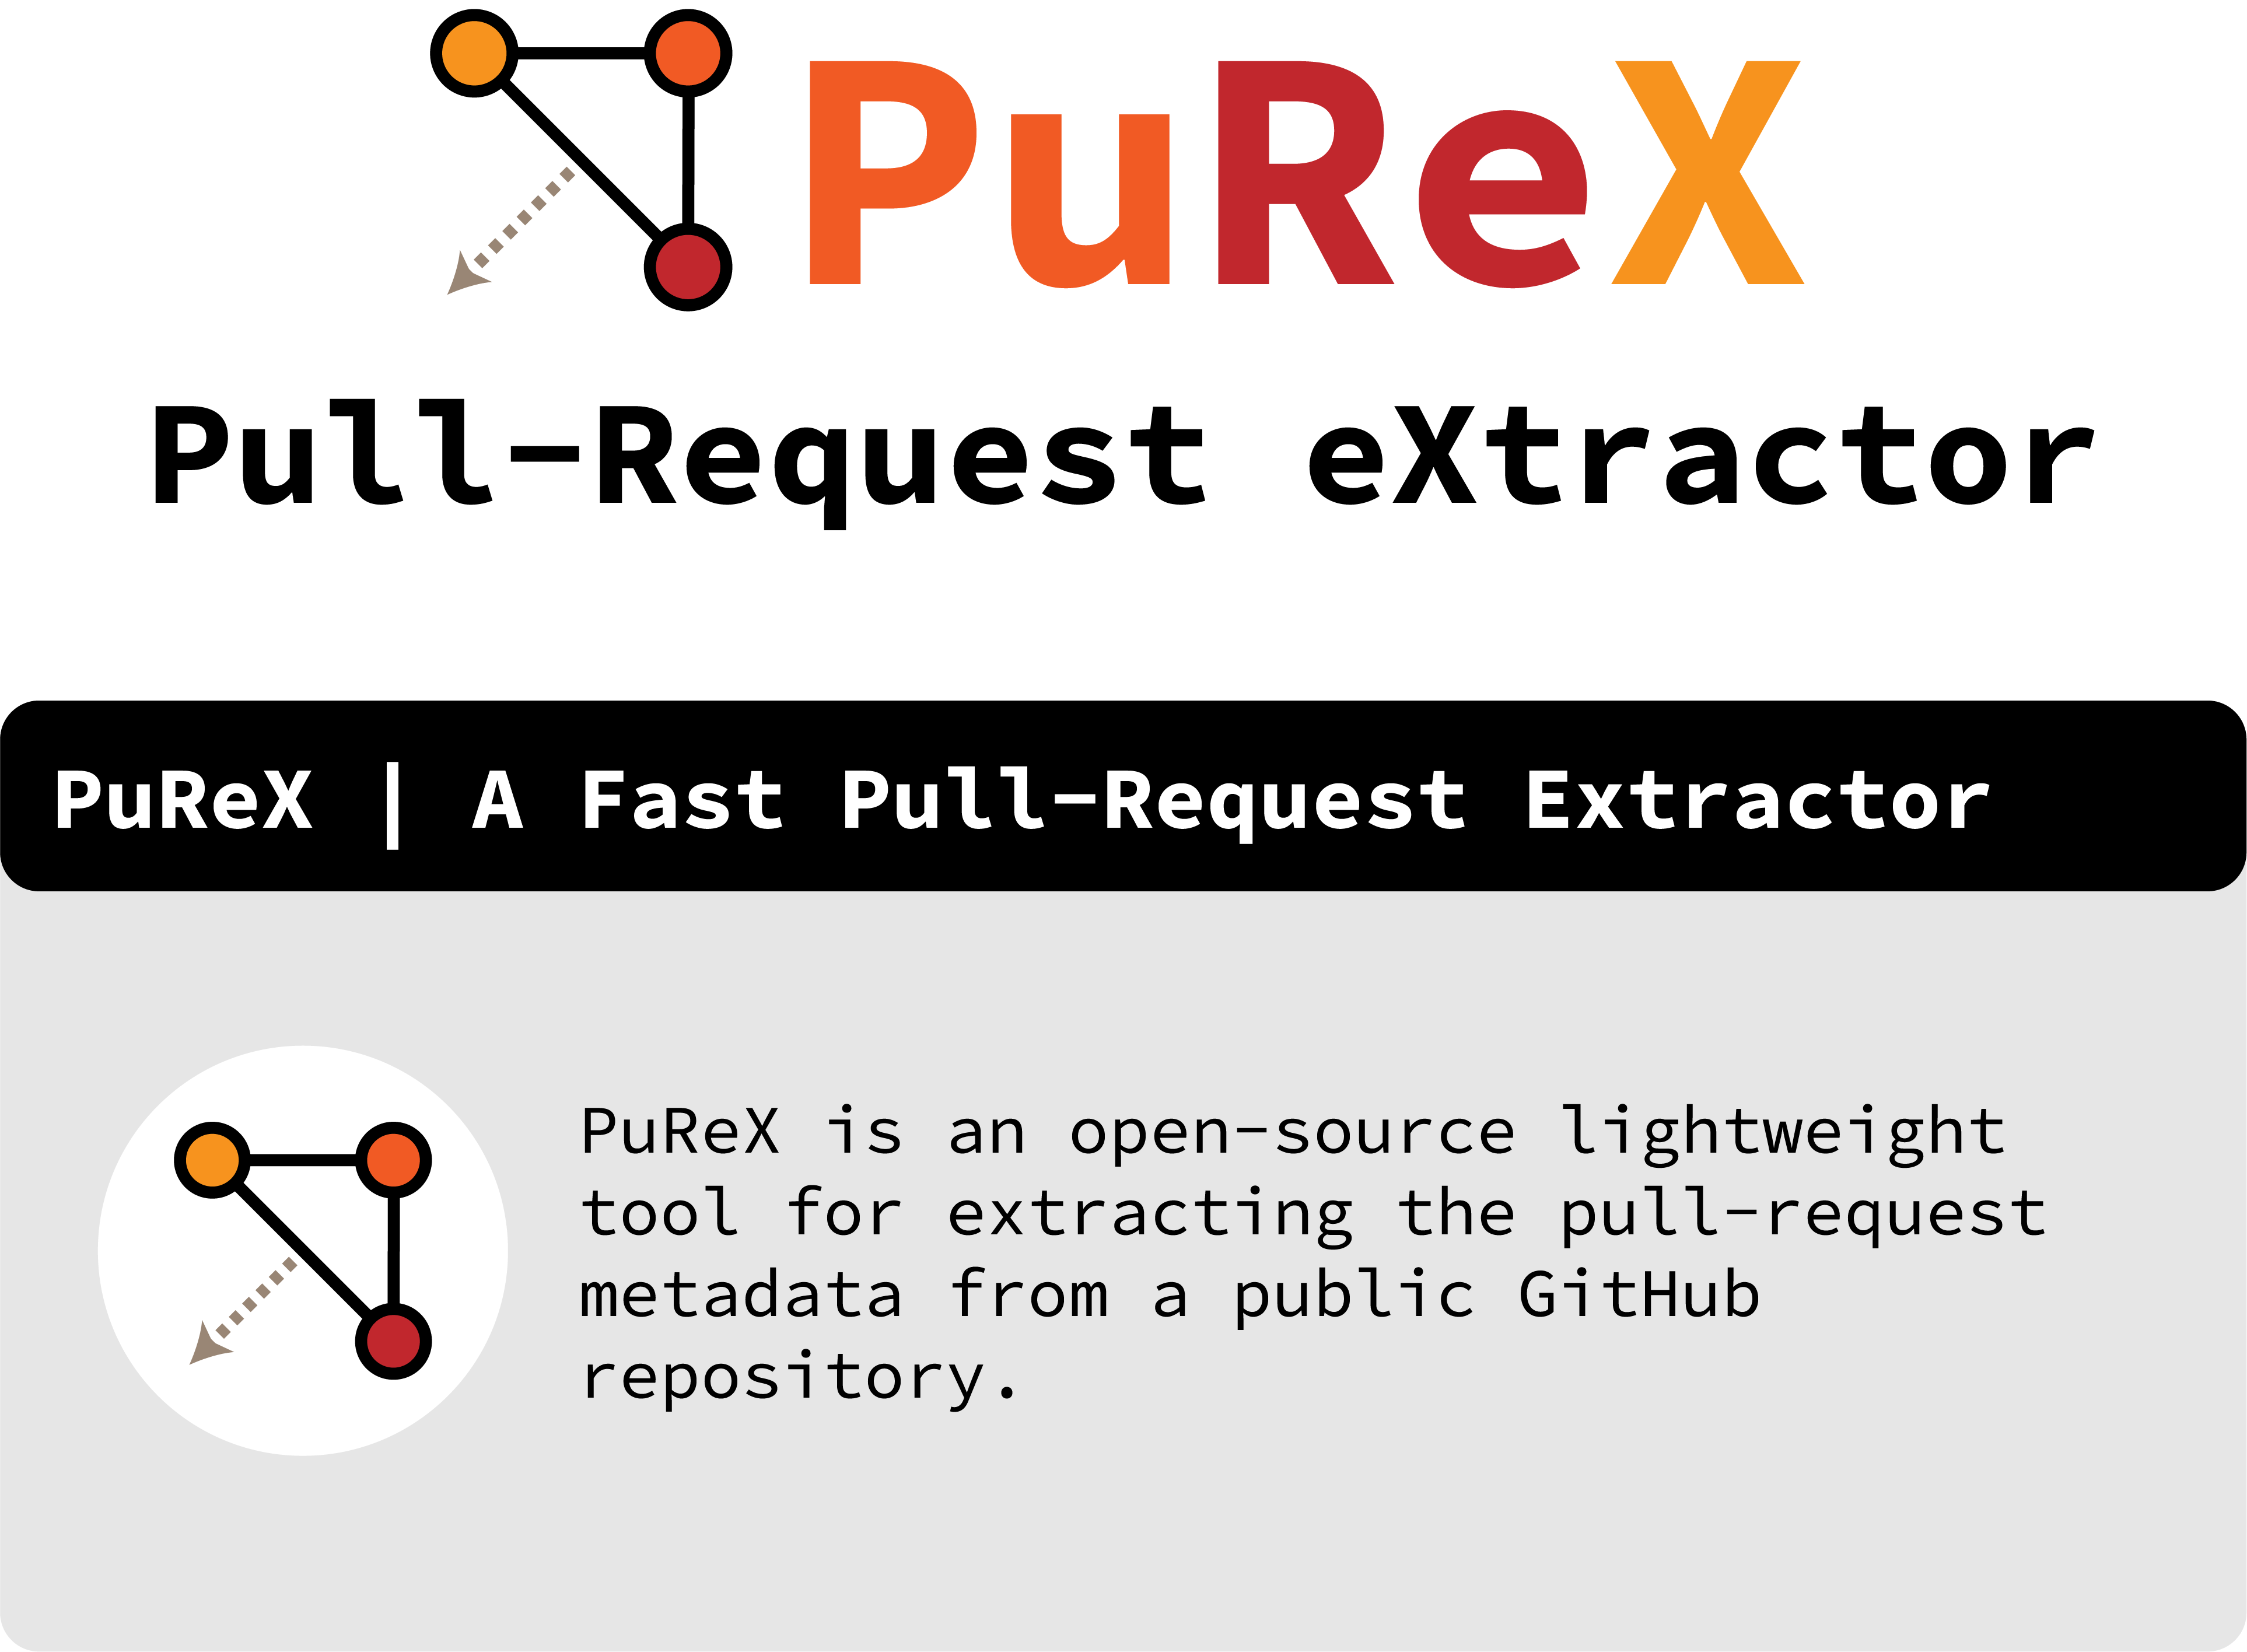 PuReX
Pull-Request eXtractor
PuReX | A Fast Pull-Request Extractor
PuReX is an open-source lightweight
tool for extracting the pull-request
metadata from a public GitHub
repository.